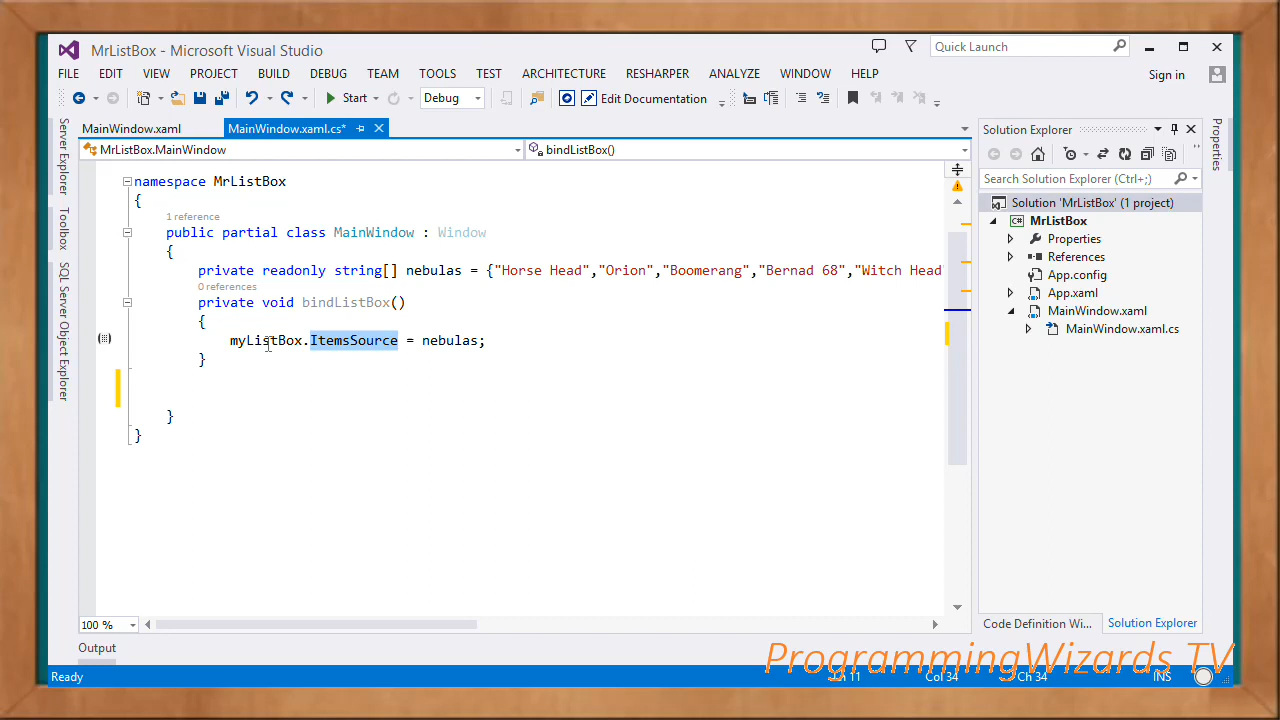 MrListBox - Microsoft Visual Studio
Quick Launch
FILE EDIT VIEW PROJECT BUILD DEBUG TEAM TOOLS TEST ARCHITECTURE RESHARPER ANALYZE WINDOW HELP
Sign in
Start Debug Edit Documentation
Server Explorer
Toolbox
SQL Server Object Explorer
MainWindow.xaml MainWindow.xaml.cs*
MrListBox.MainWindow bindListBox()
namespace MrListBox
{
1 reference
public partial class MainWindow : Window
{
private readonly string[] nebulas = {"Horse Head","Orion","Boomerang","Bernad 68","Witch Head"
0 references
private void bindListBox()
{
myListBox.ItemsSource = nebulas;
}
}
}
100 %
Solution Explorer
Search Solution Explorer (Ctrl+;)
Solution 'MrListBox' (1 project)
C# MrListBox
Properties
References
App.config
App.xaml
MainWindow.xaml
MainWindow.xaml.cs
Code Definition Wi... Solution Explorer
Properties
Output
ProgrammingWizards TV
Ready Ln 11 Col 34 Ch 34 INS